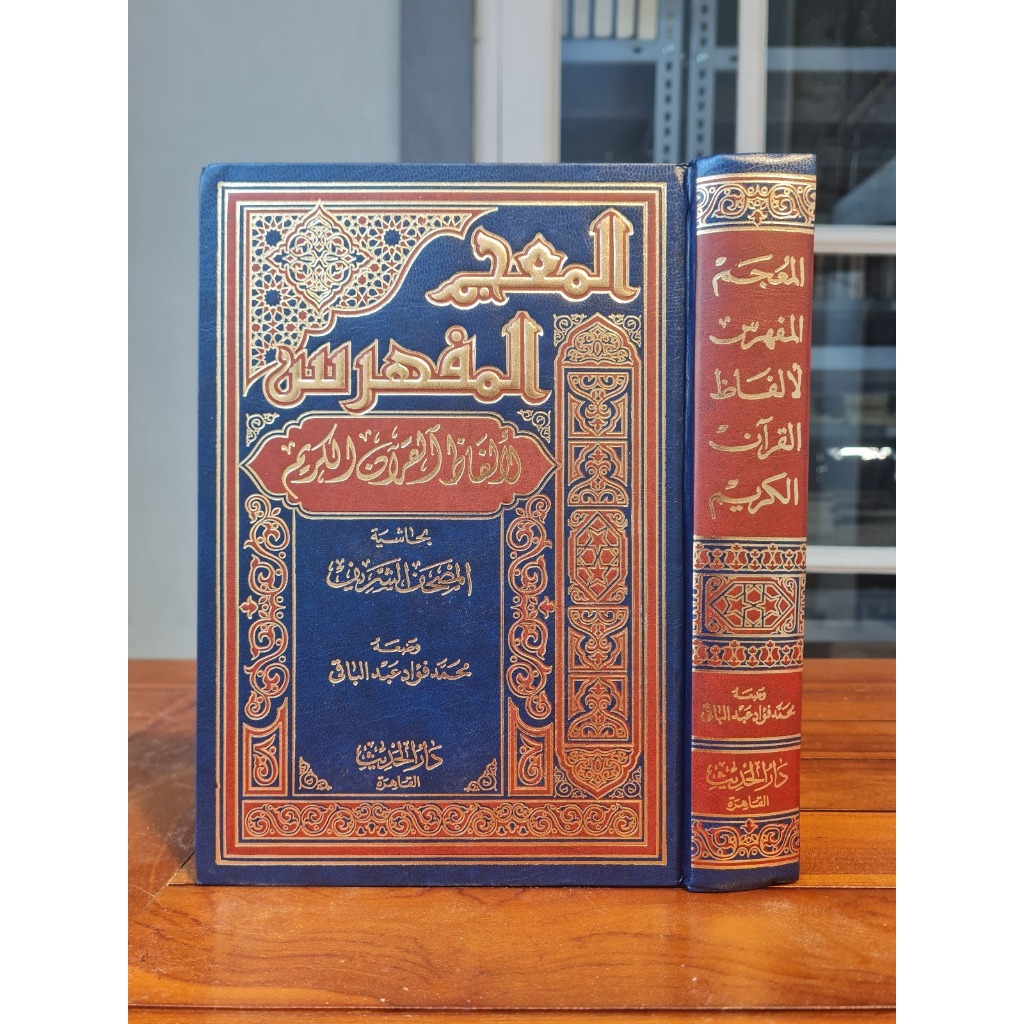 المعجم
المفهرس
لألفاظ القرآن الكريم
بحاشية
المصحف الشريف
وضعه
محمد فؤاد عبد الباقي
دار الحديث
القاهرة
المعجم
المفهرس
لألفاظ
القرآن
الكريم
وضعه
محمد فؤاد عبد الباقي
دار الحديث
القاهرة